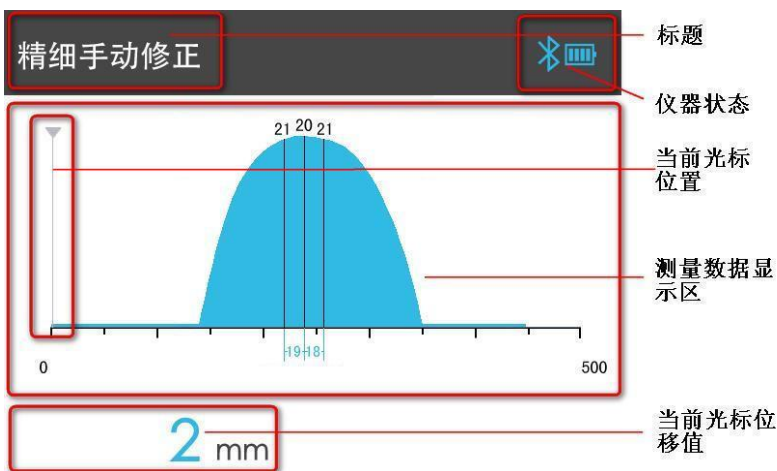 精细手动修正
标题
仪器状态
21 20 21
当前光标
位置
测量数据显
示区
19 18
0
500
2 mm
当前光标位
移值